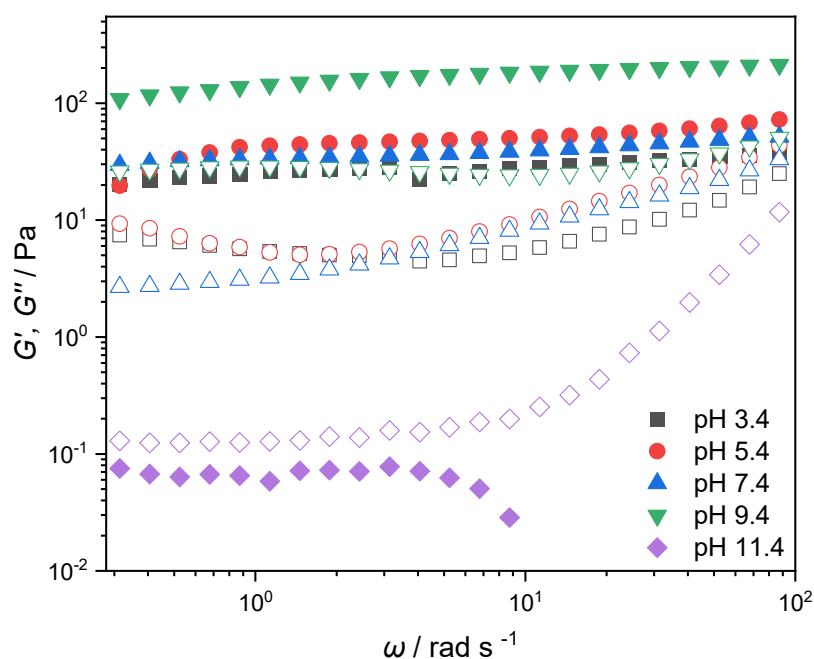 G', G'' / Pa
10²
10¹
10⁰
10⁻¹
10⁻²
10⁰
10¹
10²
ω / rad s ⁻¹
pH 3.4
pH 5.4
pH 7.4
pH 9.4
pH 11.4